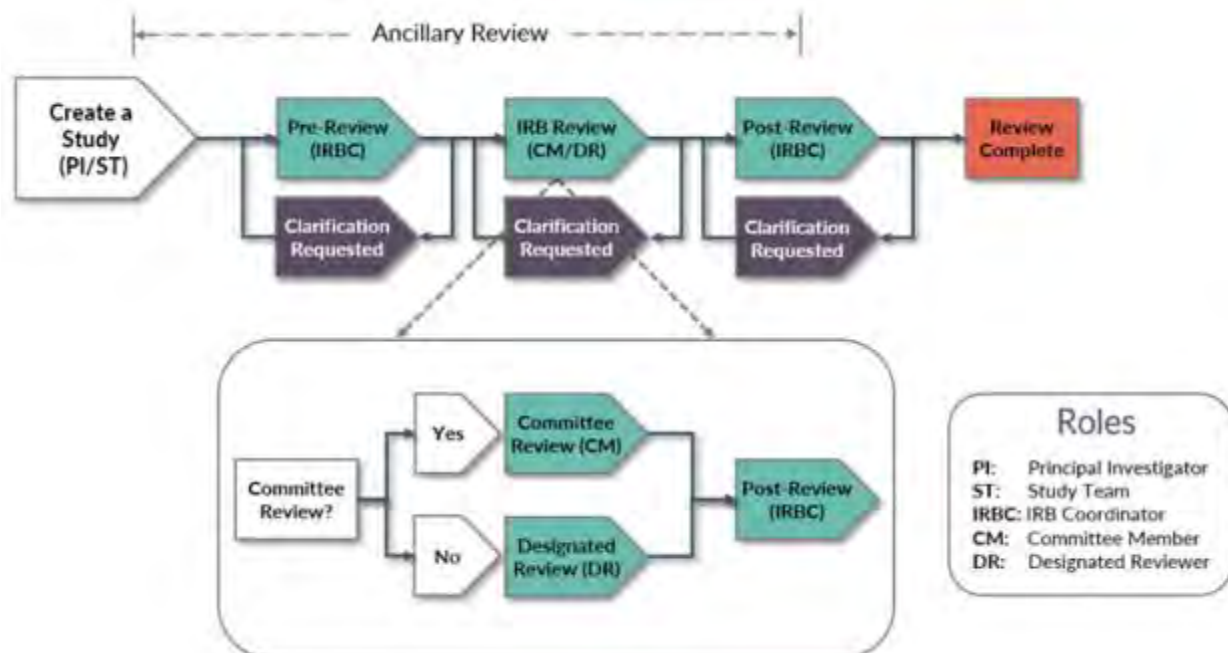 Ancillary Review
Create a
Study
(PI/ST)
Pre-Review
(IRBC)
IRB Review
(CM/DR)
Post-Review
(IRBC)
Review
Complete
Clarification
Requested
Clarification
Requested
Clarification
Requested
Committee
Review?
Yes
Committee
Review (CM)
No
Designated
Review (DR)
Post-Review
(IRBC)
Roles
PI: Principal Investigator
ST: Study Team
IRBC: IRB Coordinator
CM: Committee Member
DR: Designated Reviewer